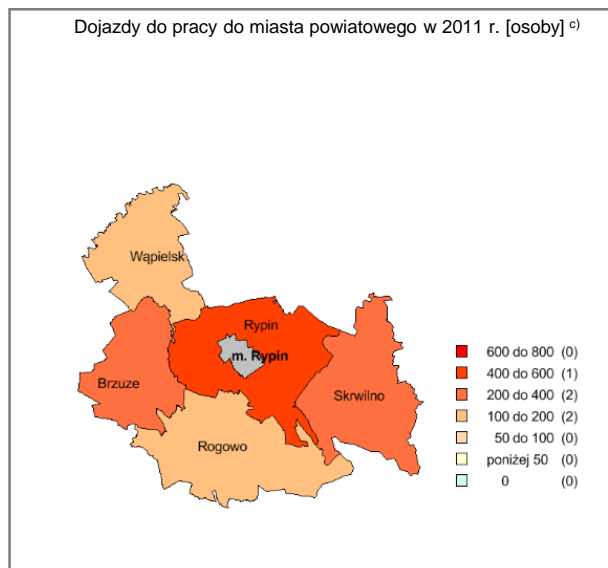 Dojazdy do pracy do miasta powiatowego w 2011 r. [osoby] c)
Wąpielsk
Rypin
m. Rypin
Brzuze
Skrwilno
Rogowo
600 do 800 (0)
400 do 600 (1)
200 do 400 (2)
100 do 200 (2)
50 do 100 (0)
poniżej 50 (0)
0 (0)